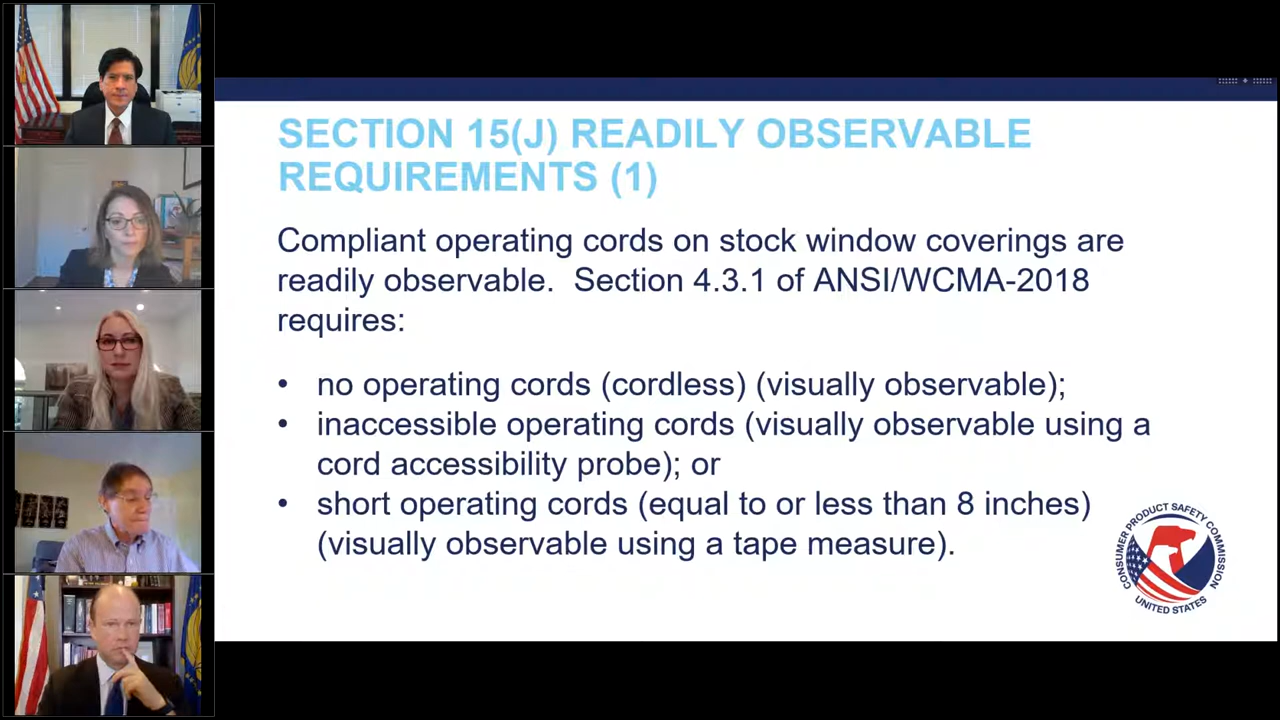 SECTION 15(J) READILY OBSERVABLE
REQUIREMENTS (1)
Compliant operating cords on stock window coverings are
readily observable.  Section 4.3.1 of ANSI/WCMA-2018
requires:
• no operating cords (cordless) (visually observable);
• inaccessible operating cords (visually observable using a
cord accessibility probe); or
• short operating cords (equal to or less than 8 inches)
(visually observable using a tape measure).
CONSUMER PRODUCT SAFETY COMMISSION
UNITED STATES